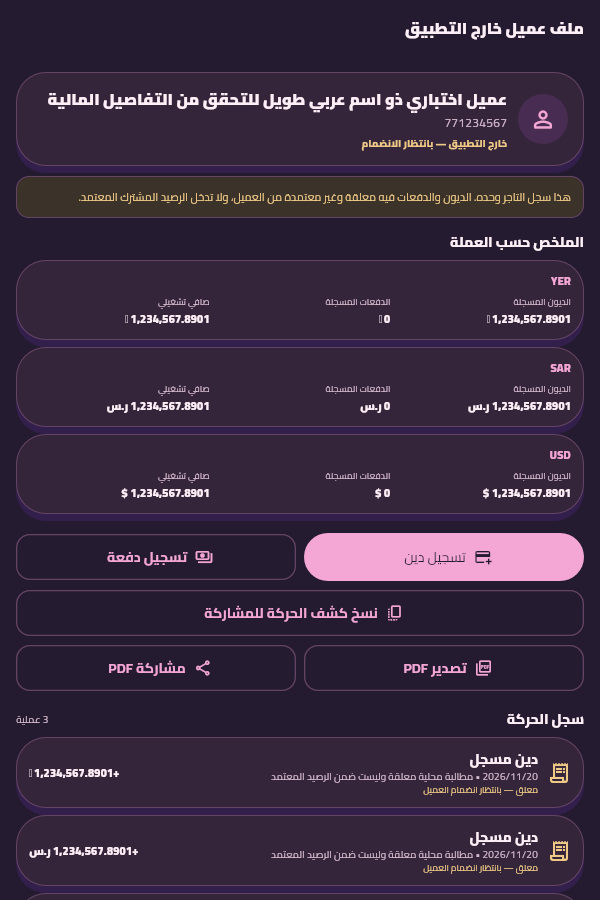 ملف عميل خارج التطبيق
عميل اختباري ذو اسم عربي طويل للتحقق من التفاصيل المالية
771234567
خارج التطبيق — بانتظار الانضمام
هذا سجل التاجر وحده. الديون والدفعات فيه معلقة وغير معتمدة من العميل، ولا تدخل الرصيد المشترك المعتمد.
الملخص حسب العملة
YER
الديون المسجلة
الدفعات المسجلة
صافي تشغيلي
1,234,567.8901
0
1,234,567.8901
SAR
الديون المسجلة
الدفعات المسجلة
صافي تشغيلي
1,234,567.8901 ر.س
0 ر.س
1,234,567.8901 ر.س
USD
الديون المسجلة
الدفعات المسجلة
صافي تشغيلي
1,234,567.8901 $
0 $
1,234,567.8901 $
تسجيل دين
تسجيل دفعة
نسخ كشف الحركة للمشاركة
تصدير PDF
مشاركة PDF
سجل الحركة
3 عملية
دين مسجل
2026/11/20 • مطالبة محلية معلقة وليست ضمن الرصيد المعتمد
معلق — بانتظار انضمام العميل
+1,234,567.8901
دين مسجل
2026/11/20 • مطالبة محلية معلقة وليست ضمن الرصيد المعتمد
معلق — بانتظار انضمام العميل
+1,234,567.8901 ر.س